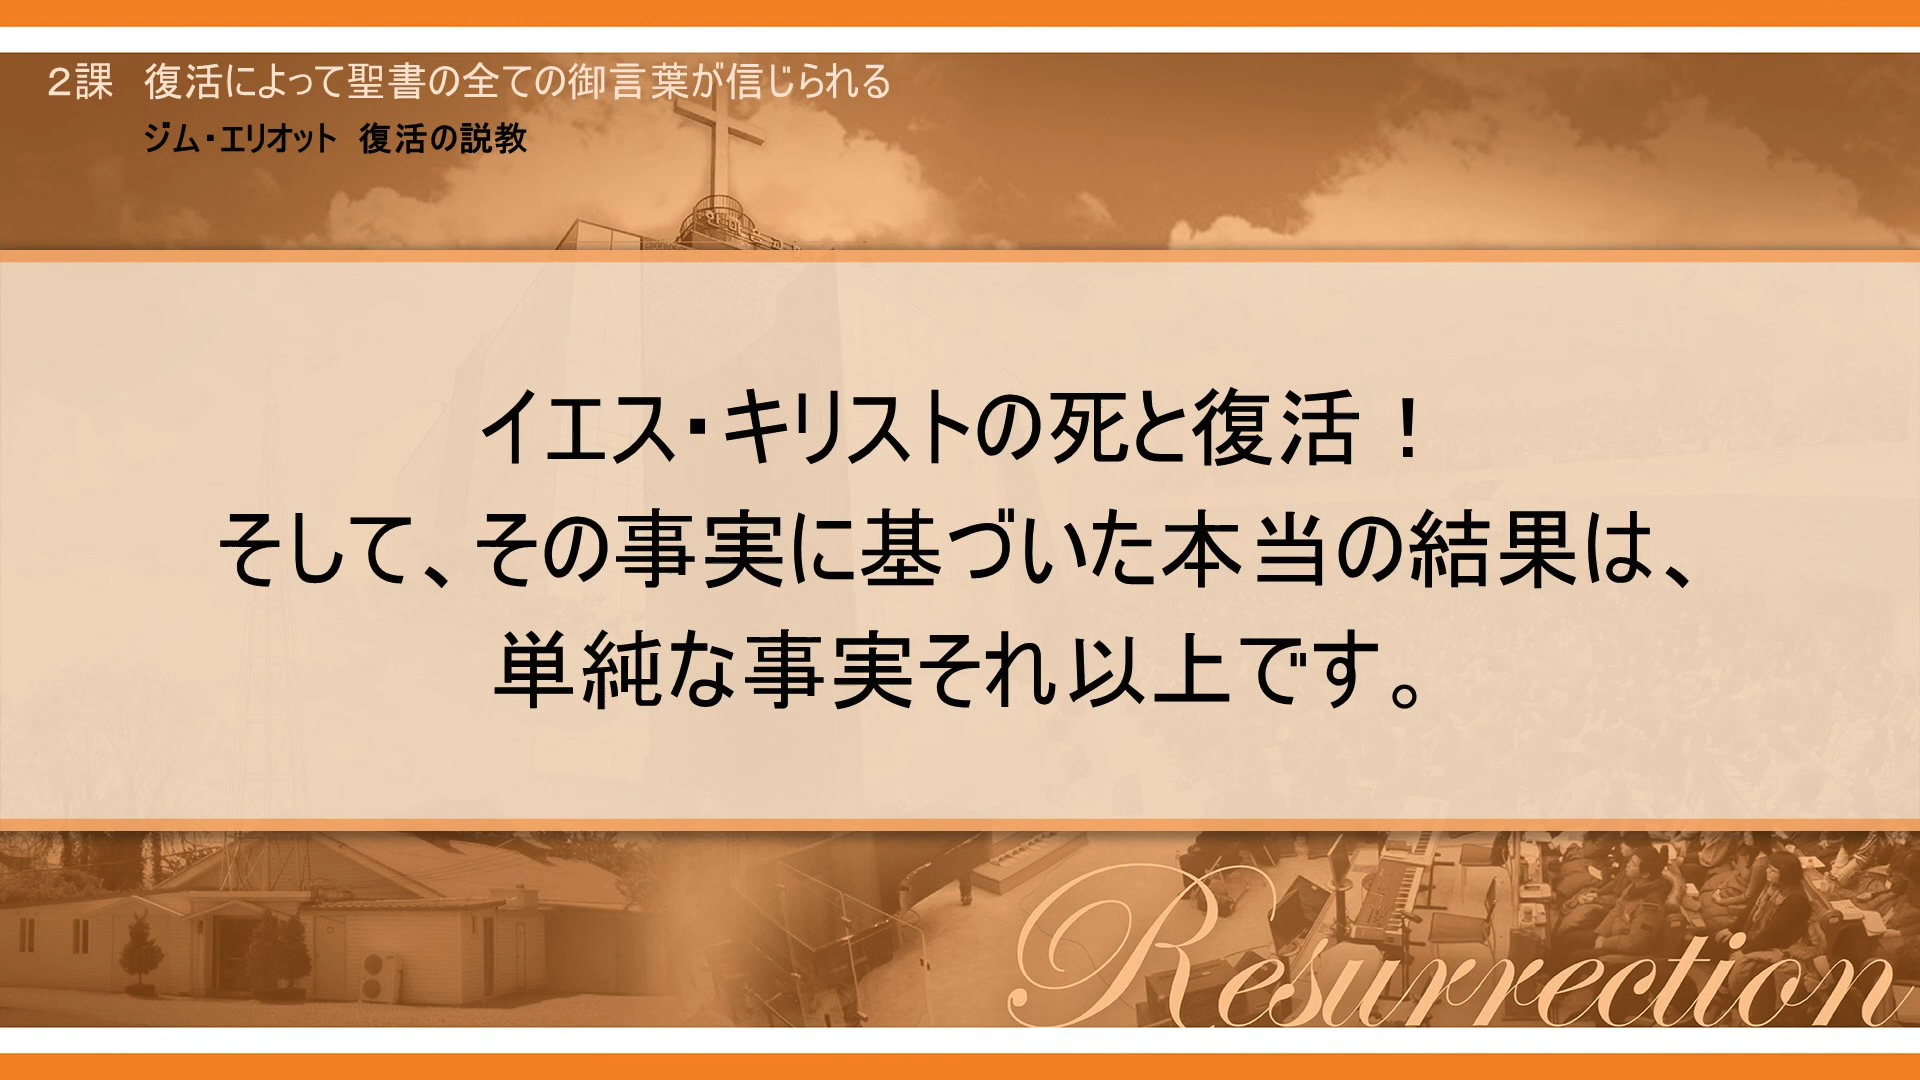 ２課　復活によって聖書の全ての御言葉が信じられる
ジム・エリオット　復活の説教
イエス・キリストの死と復活！
そして、その事実に基づいた本当の結果は、
単純な事実それ以上です。
Resurrection